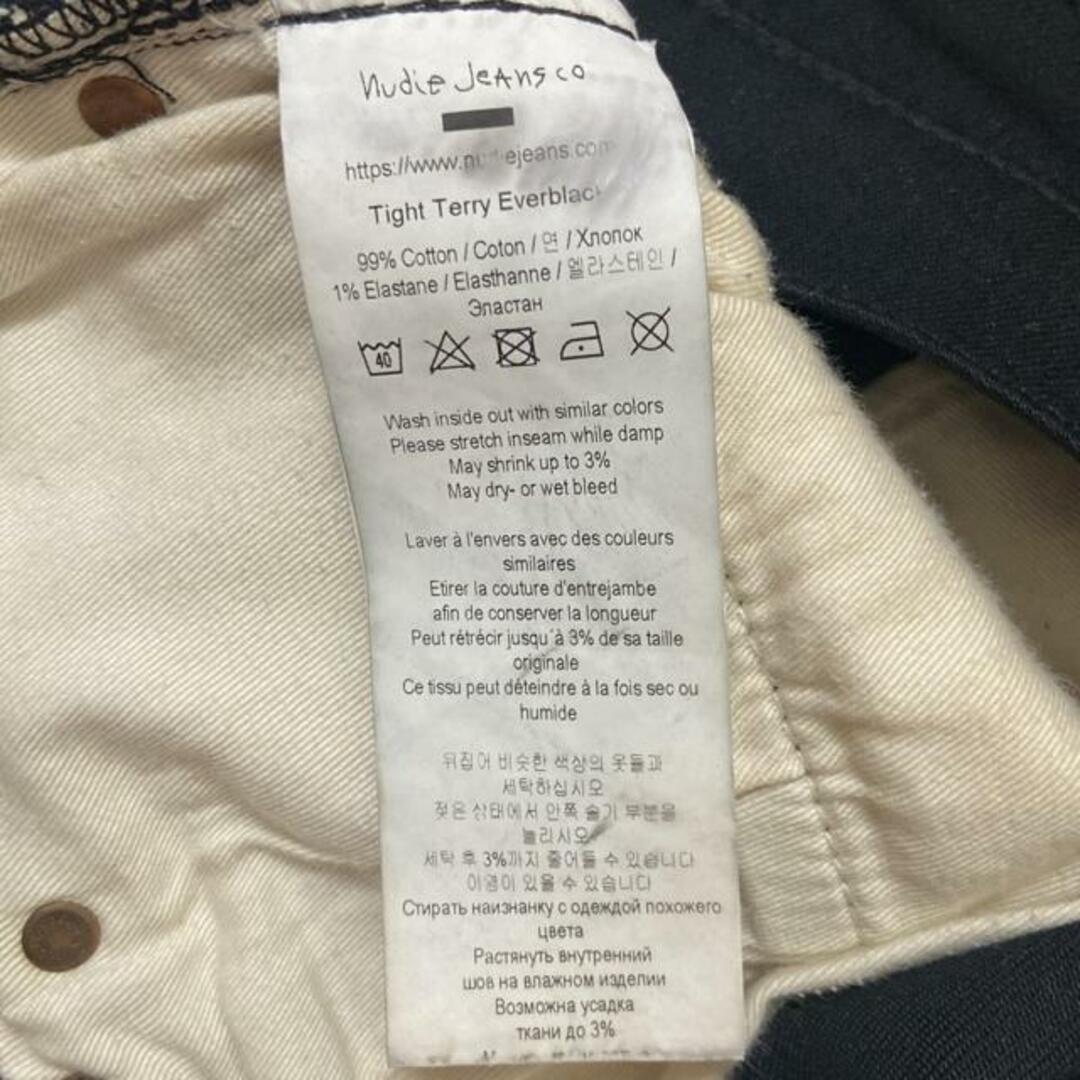 Nudie Jeans co
Tight Terry Everblack
99% Cotton / Coton / 면 / Хлопок
1% Elastane / Elasthanne / 엘라스테인 /
Эластан
40
Wash inside out with similar colors
Please stretch inseam while damp
May shrink up to 3%
May dry- or wet bleed
Laver à l'envers avec des couleurs
similaires
Etirer la couture d'entrejambe
afin de conserver la longueur
Peut rétrécir jusqu'à 3% de sa taille
originale
Ce tissu peut déteindre à la fois sec ou
humide
뒤집어 비슷한 색상의 옷들과
세탁하십시오
젖은 상태에서 안쪽 솔기 부분을
늘리시오
세탁 후 3%까지 줄어들 수 있습니다
이염이 있을 수 있습니다
Стирать наизнанку с одеждой похожего
цвета
Растянуть внутренний
шов на влажном изделии
Возможна усадка
ткани до 3%